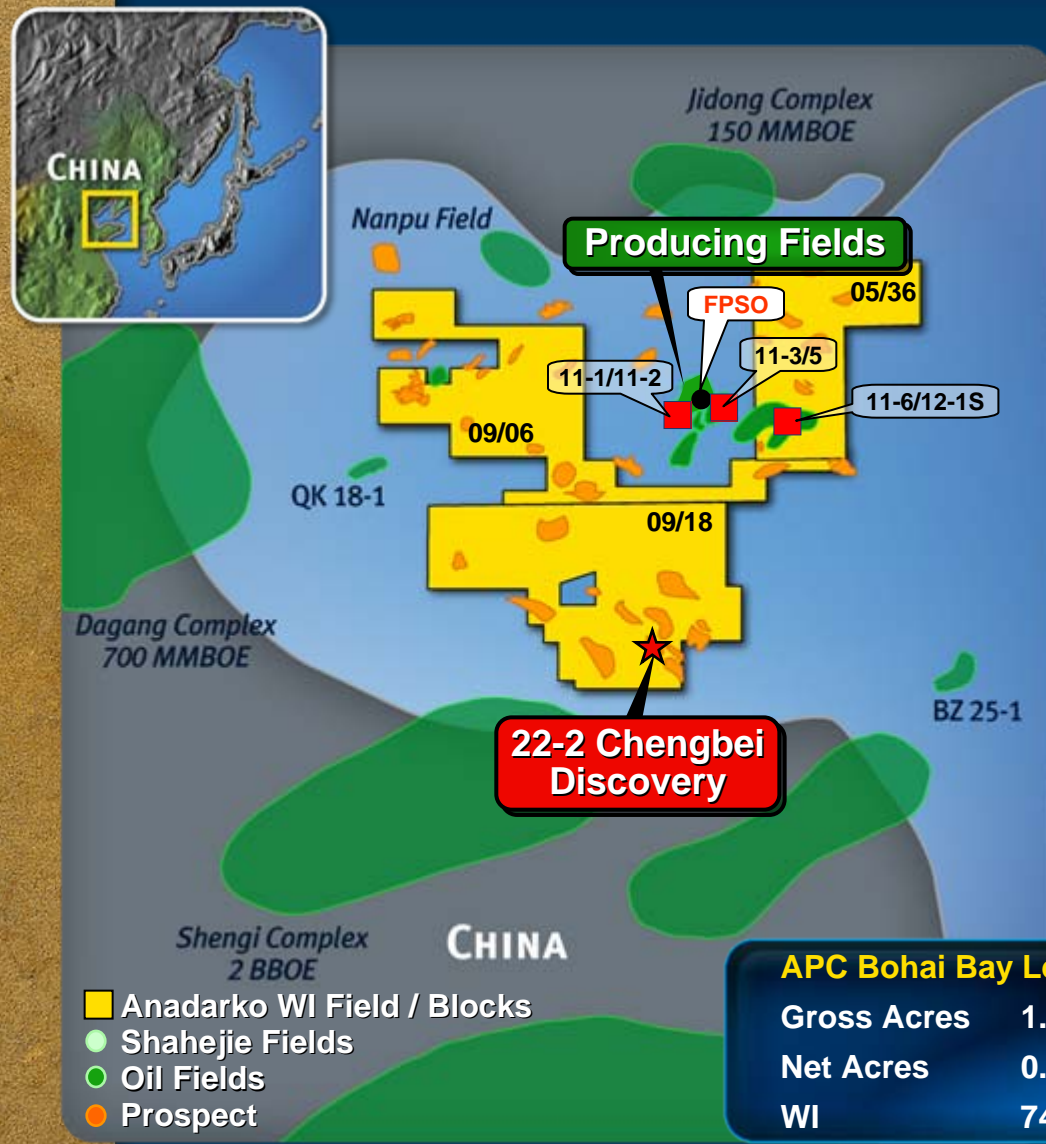 CHINA
Jidong Complex
150 MMBOE
Nanpu Field
Producing Fields
05/36
FPSO
11-3/5
11-1/11-2
11-6/12-1S
09/06
QK 18-1
09/18
Dagang Complex
700 MMBOE
BZ 25-1
22-2 Chengbei
Discovery
Shengi Complex
2 BBOE
CHINA
Anadarko WI Field / Blocks
Shahejie Fields
Oil Fields
Prospect
APC Bohai Bay
Gross Acres 1.
Net Acres 0.
WI 74